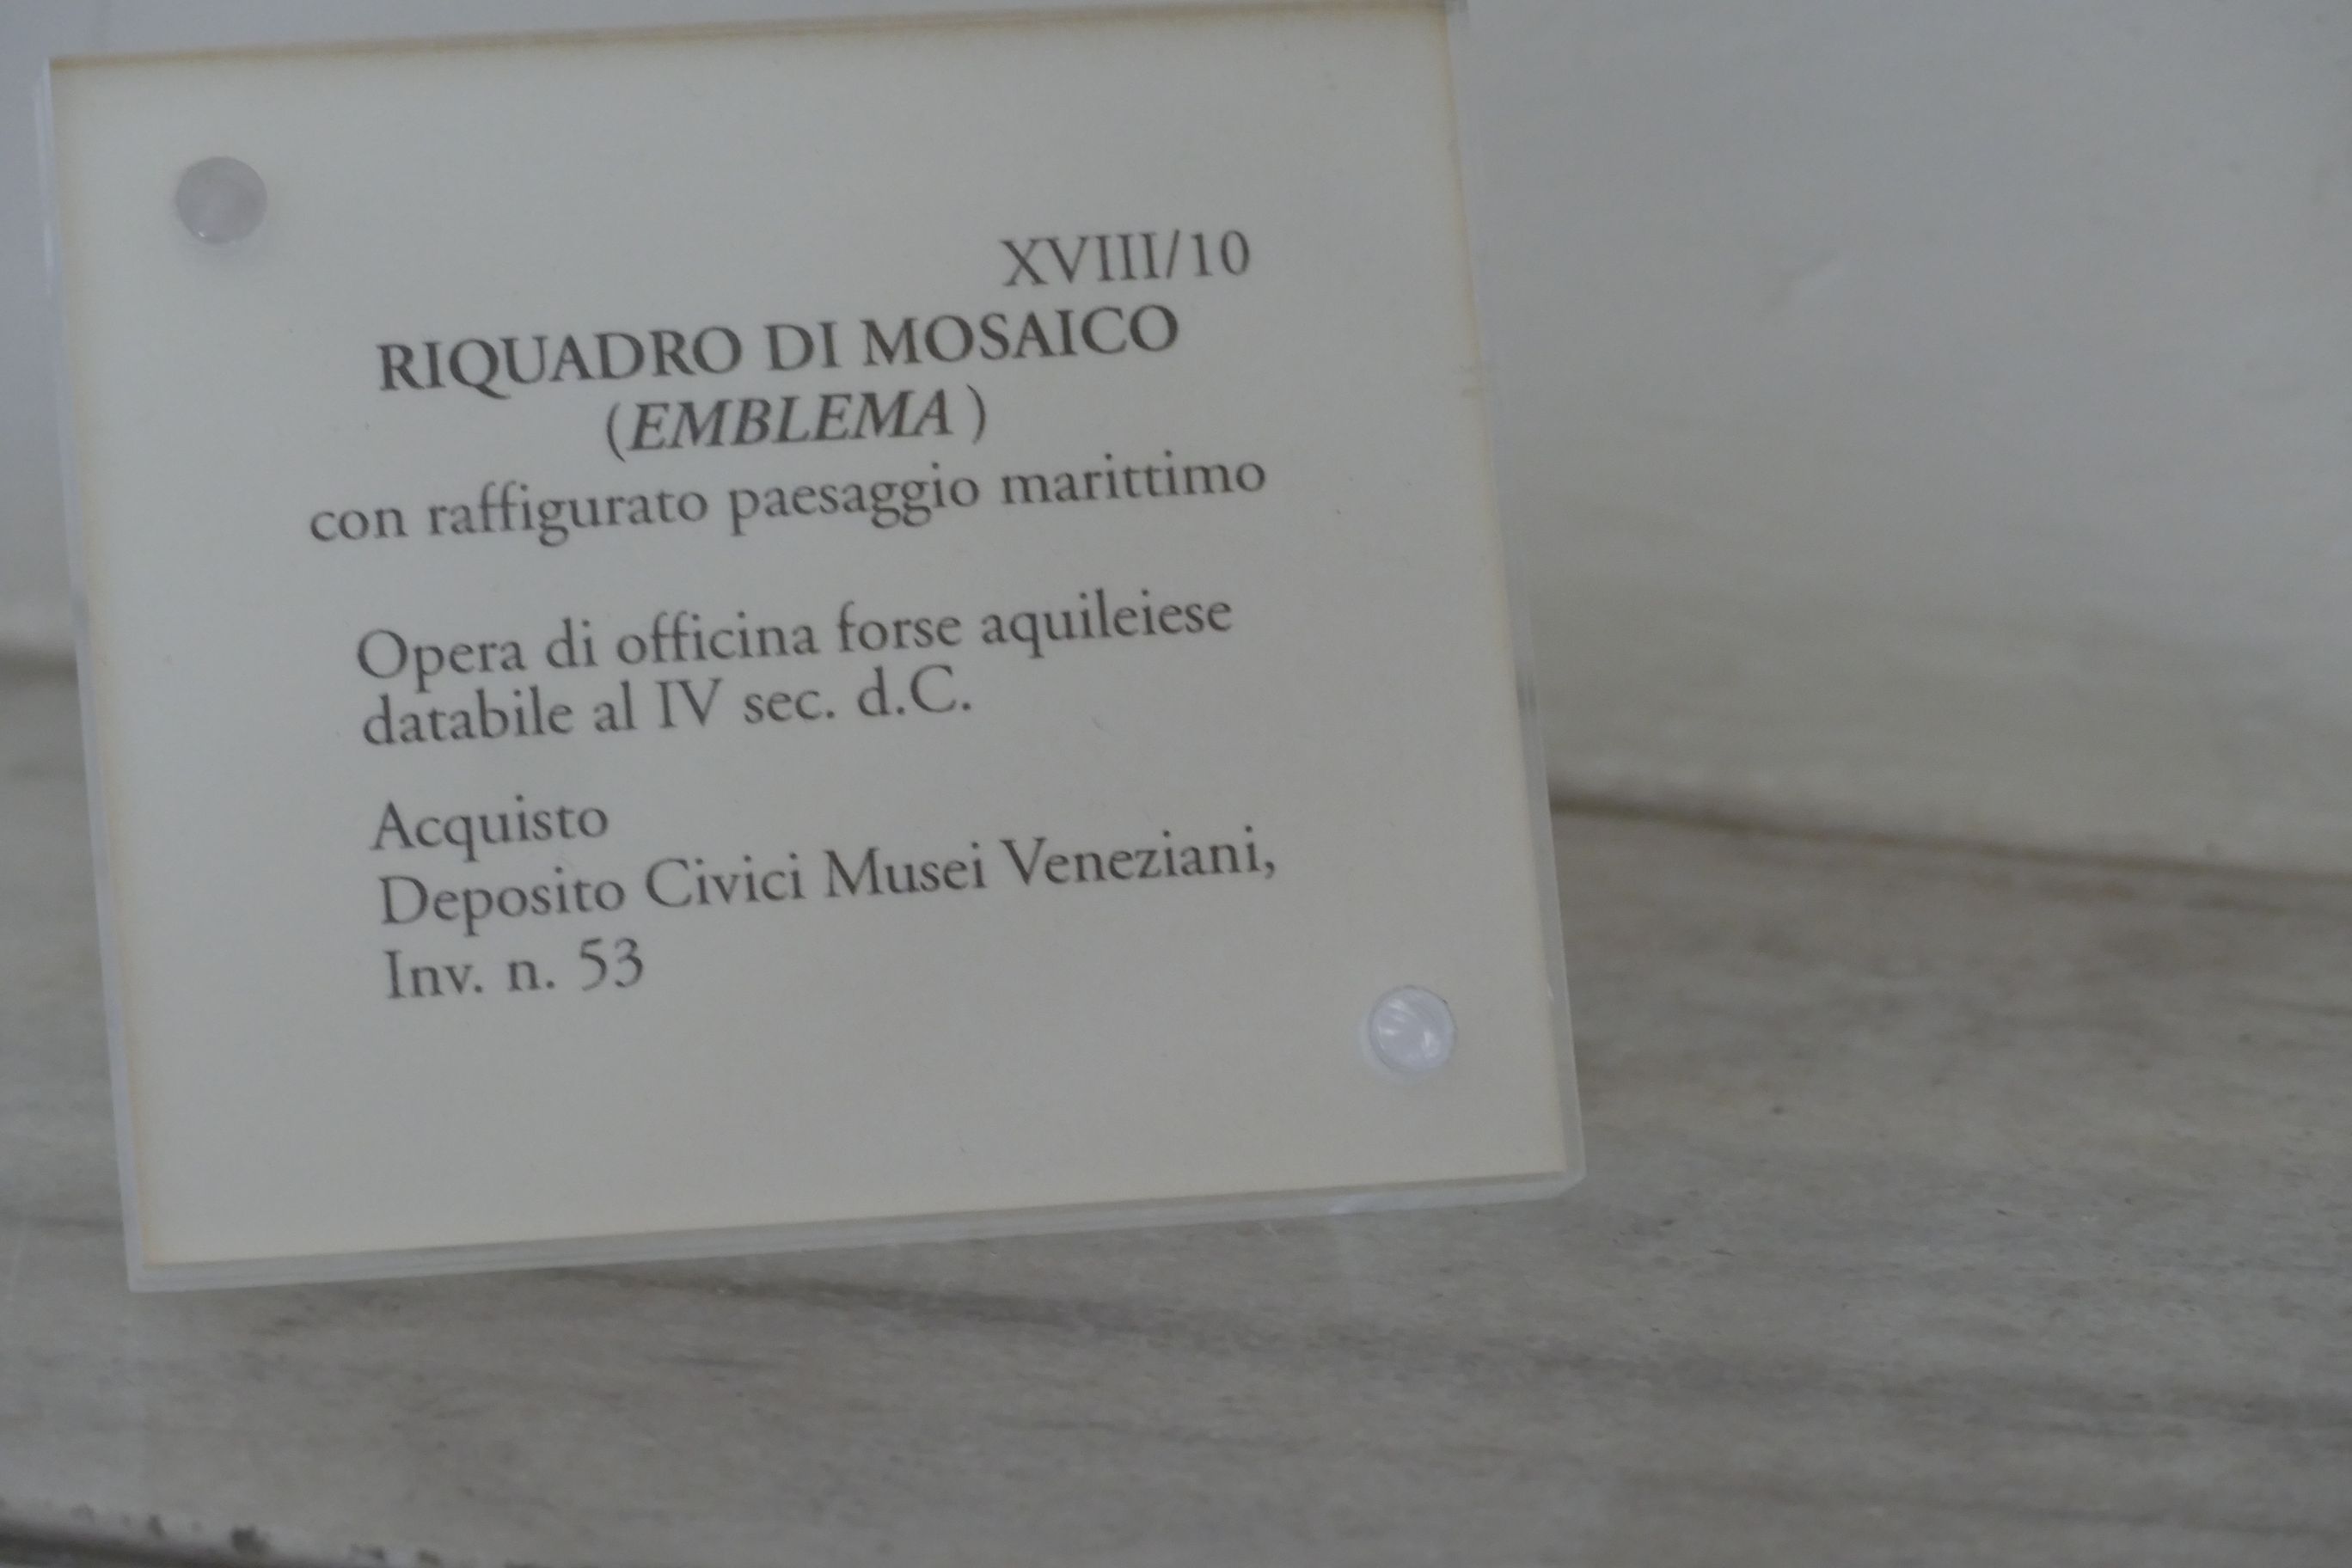 XVIII/10
RIQUADRO DI MOSAICO
(EMBLEMA )
con raffigurato paesaggio marittimo
Opera di officina forse aquileiese
databile al IV sec. d.C.
Acquisto
Deposito Civici Musei Veneziani,
Inv. n. 53